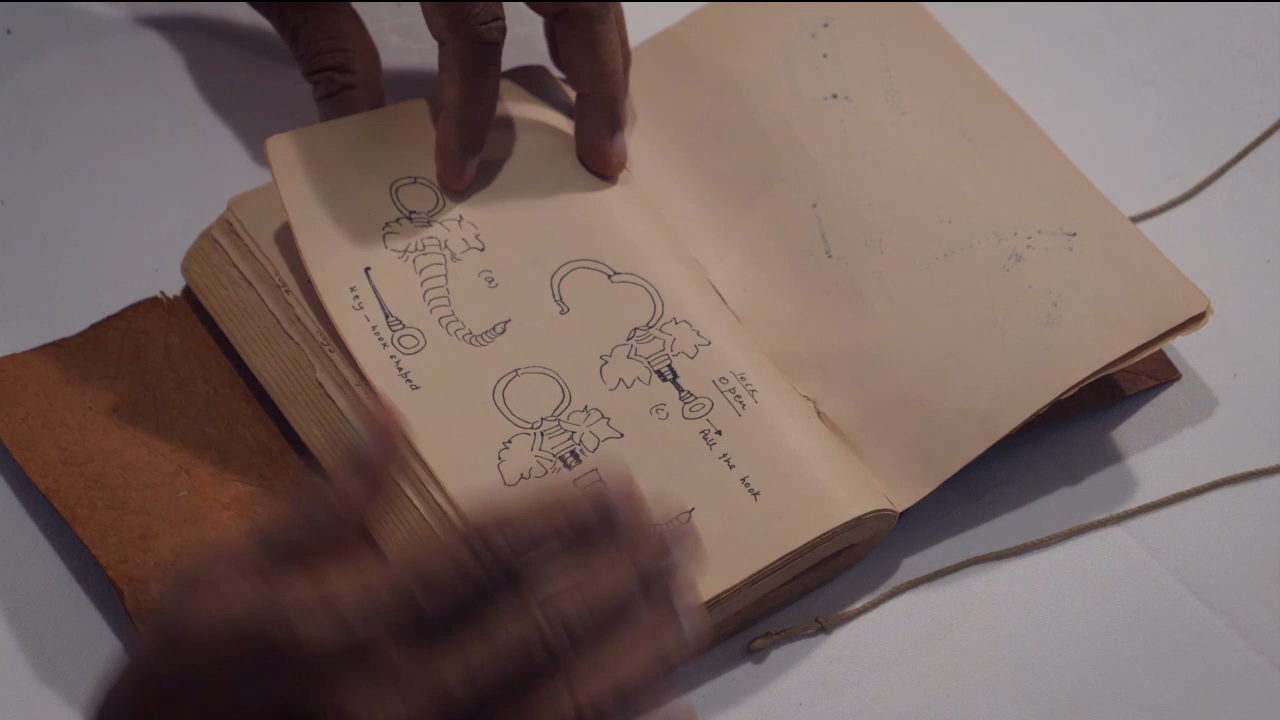 (a)
key - hook shaped
(c)
lock
open
Pull the hook